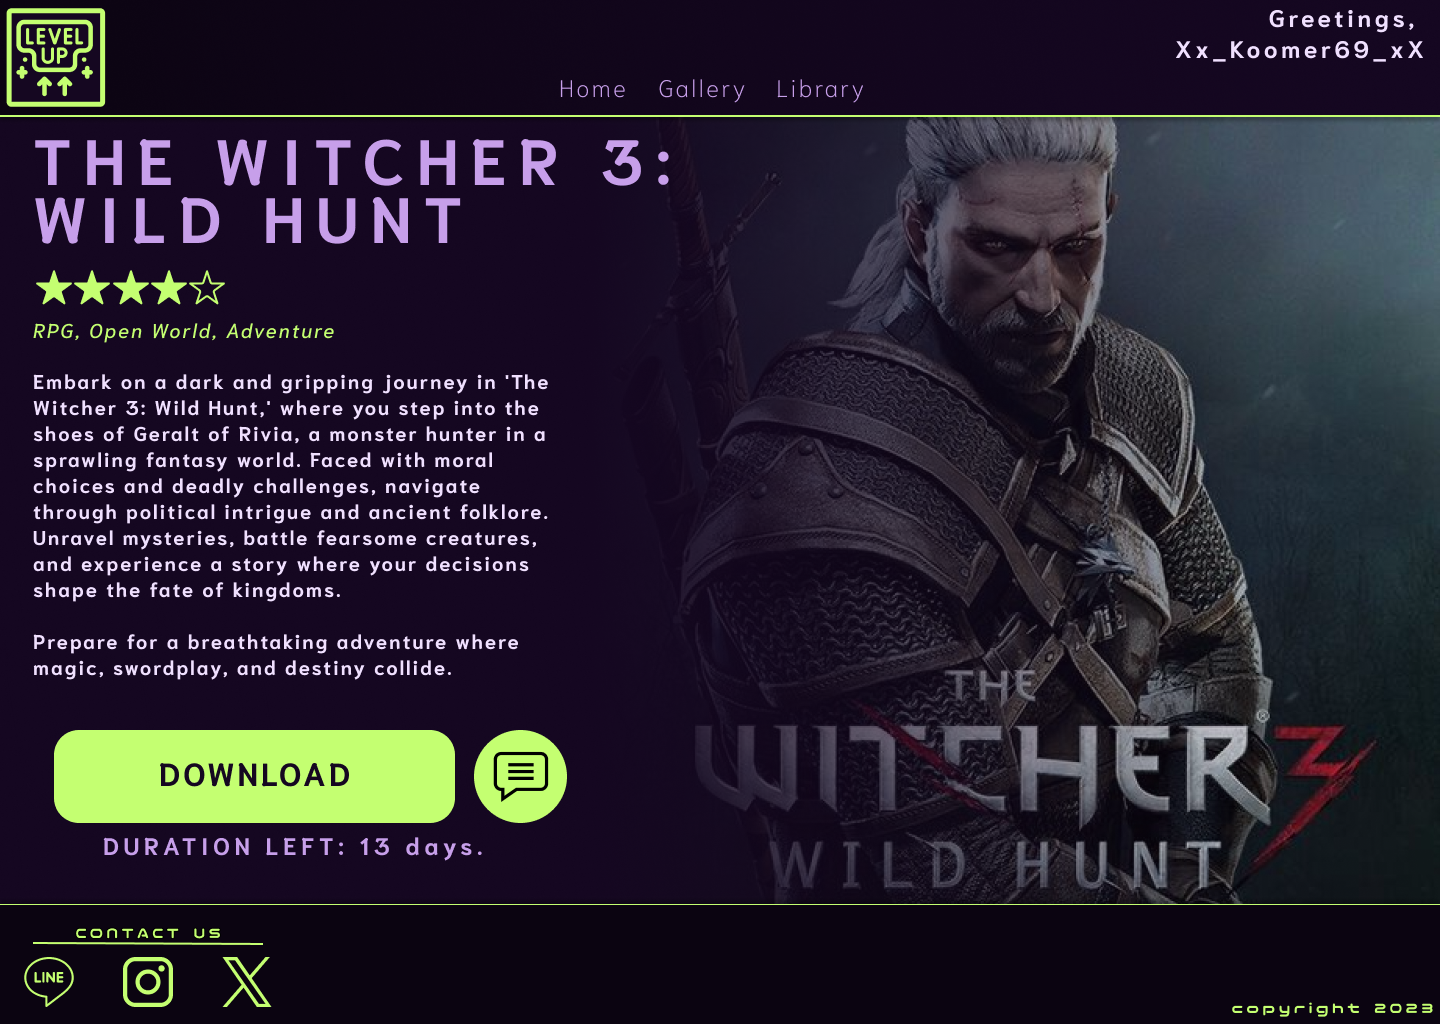 LEVEL
UP
Greetings,
Xx_Koomer69_xX
Home Gallery Library
THE WITCHER 3:
WILD HUNT
RPG, Open World, Adventure
Embark on a dark and gripping journey in 'The
Witcher 3: Wild Hunt,' where you step into the
shoes of Geralt of Rivia, a monster hunter in a
sprawling fantasy world. Faced with moral
choices and deadly challenges, navigate
through political intrigue and ancient folklore.
Unravel mysteries, battle fearsome creatures,
and experience a story where your decisions
shape the fate of kingdoms.
Prepare for a breathtaking adventure where
magic, swordplay, and destiny collide.
DOWNLOAD
DURATION LEFT: 13 days.
THE
WITCHER® 3
WILD HUNT
CONTACT US
LINE
copyright 2023